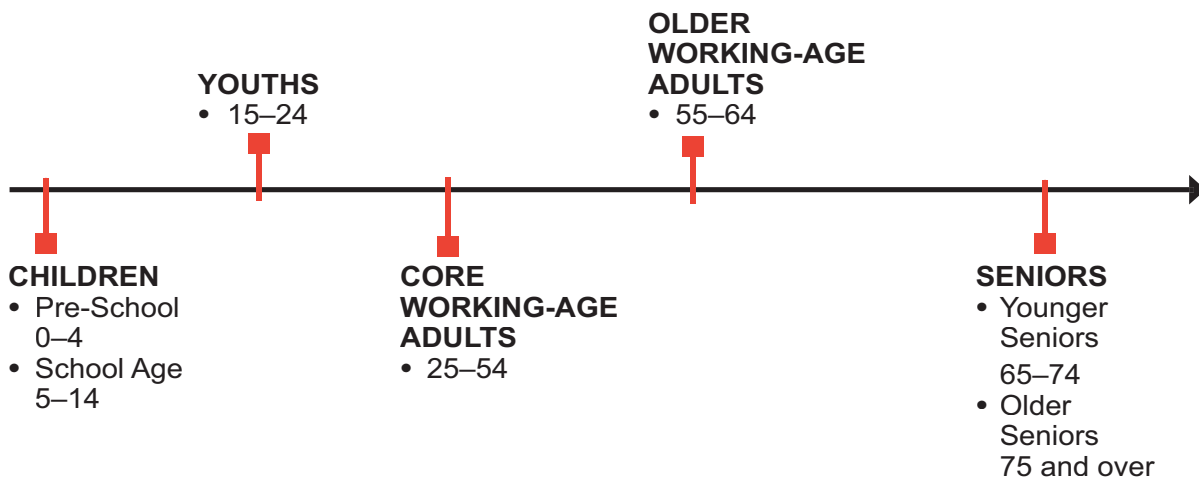 CHILDREN
• Pre-School
0–4
• School Age
5–14
YOUTHS
• 15–24
CORE
WORKING-AGE
ADULTS
• 25–54
OLDER
WORKING-AGE
ADULTS
• 55–64
SENIORS
• Younger
Seniors
65–74
• Older
Seniors
75 and over